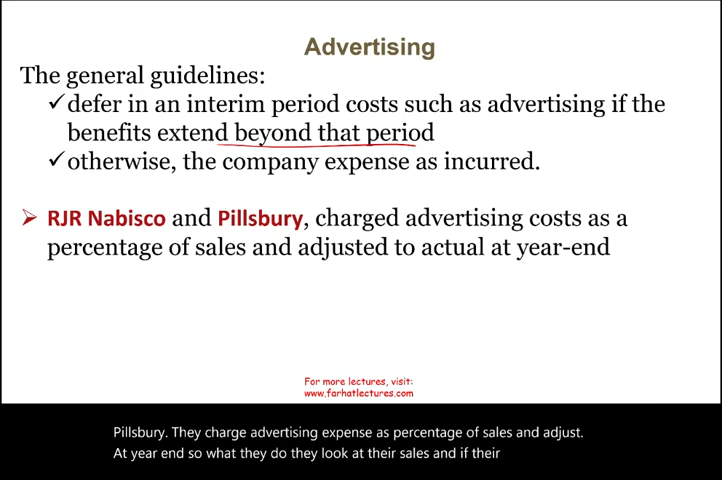 Advertising
The general guidelines:
✓defer in an interim period costs such as advertising if the
benefits extend beyond that period
✓otherwise, the company expense as incurred.
➢ RJR Nabisco and Pillsbury, charged advertising costs as a
percentage of sales and adjusted to actual at year-end
For more lectures, visit:
www.farhatlectures.com
Pillsbury. They charge advertising expense as percentage of sales and adjust.
At year end so what they do they look at their sales and if their